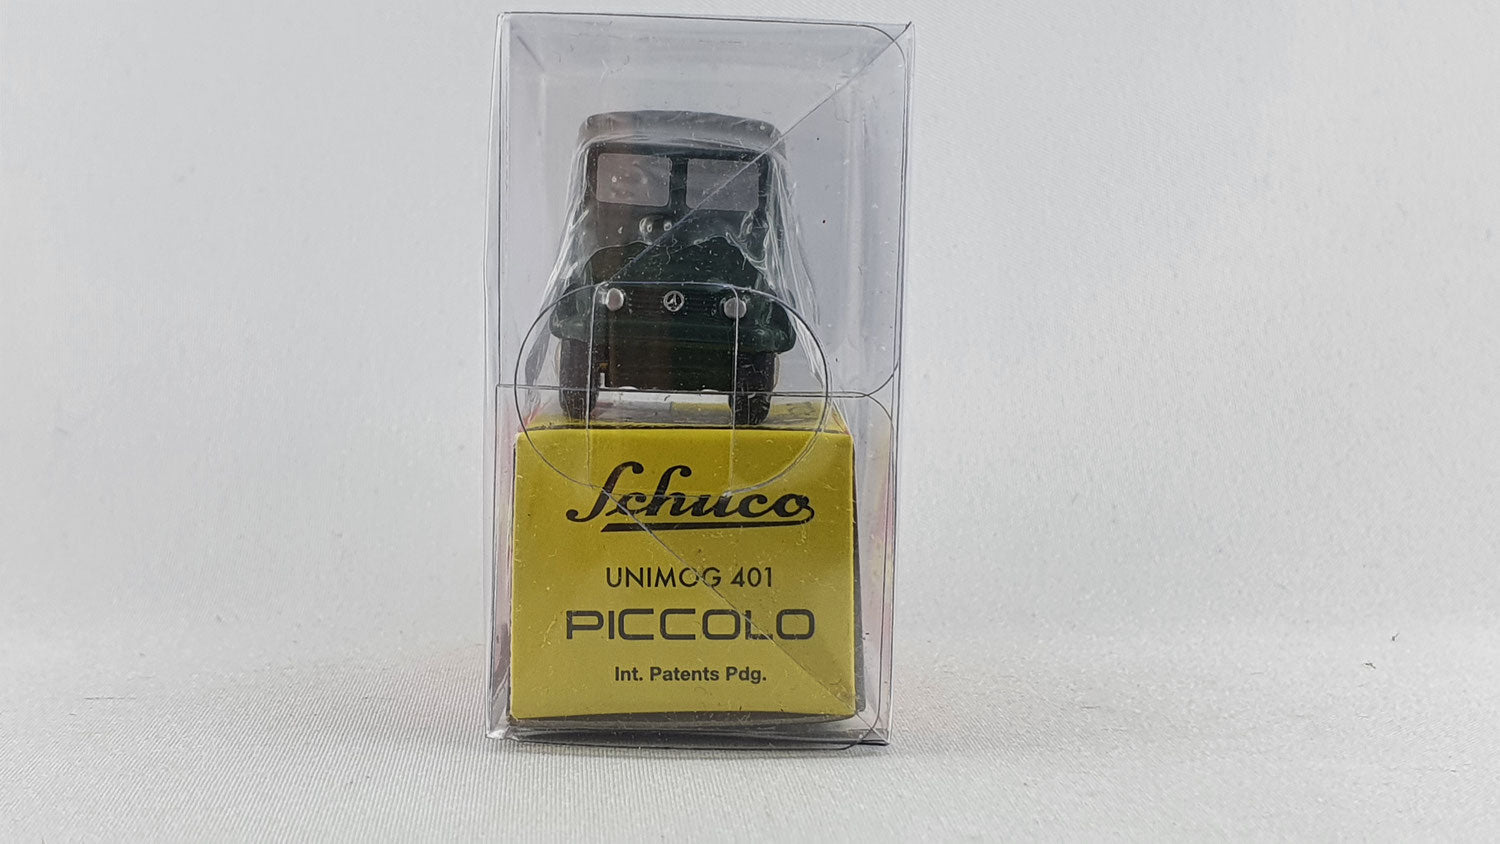 Schuco
UNIMOG 401
PICCOLO
Int. Patents Pdg.